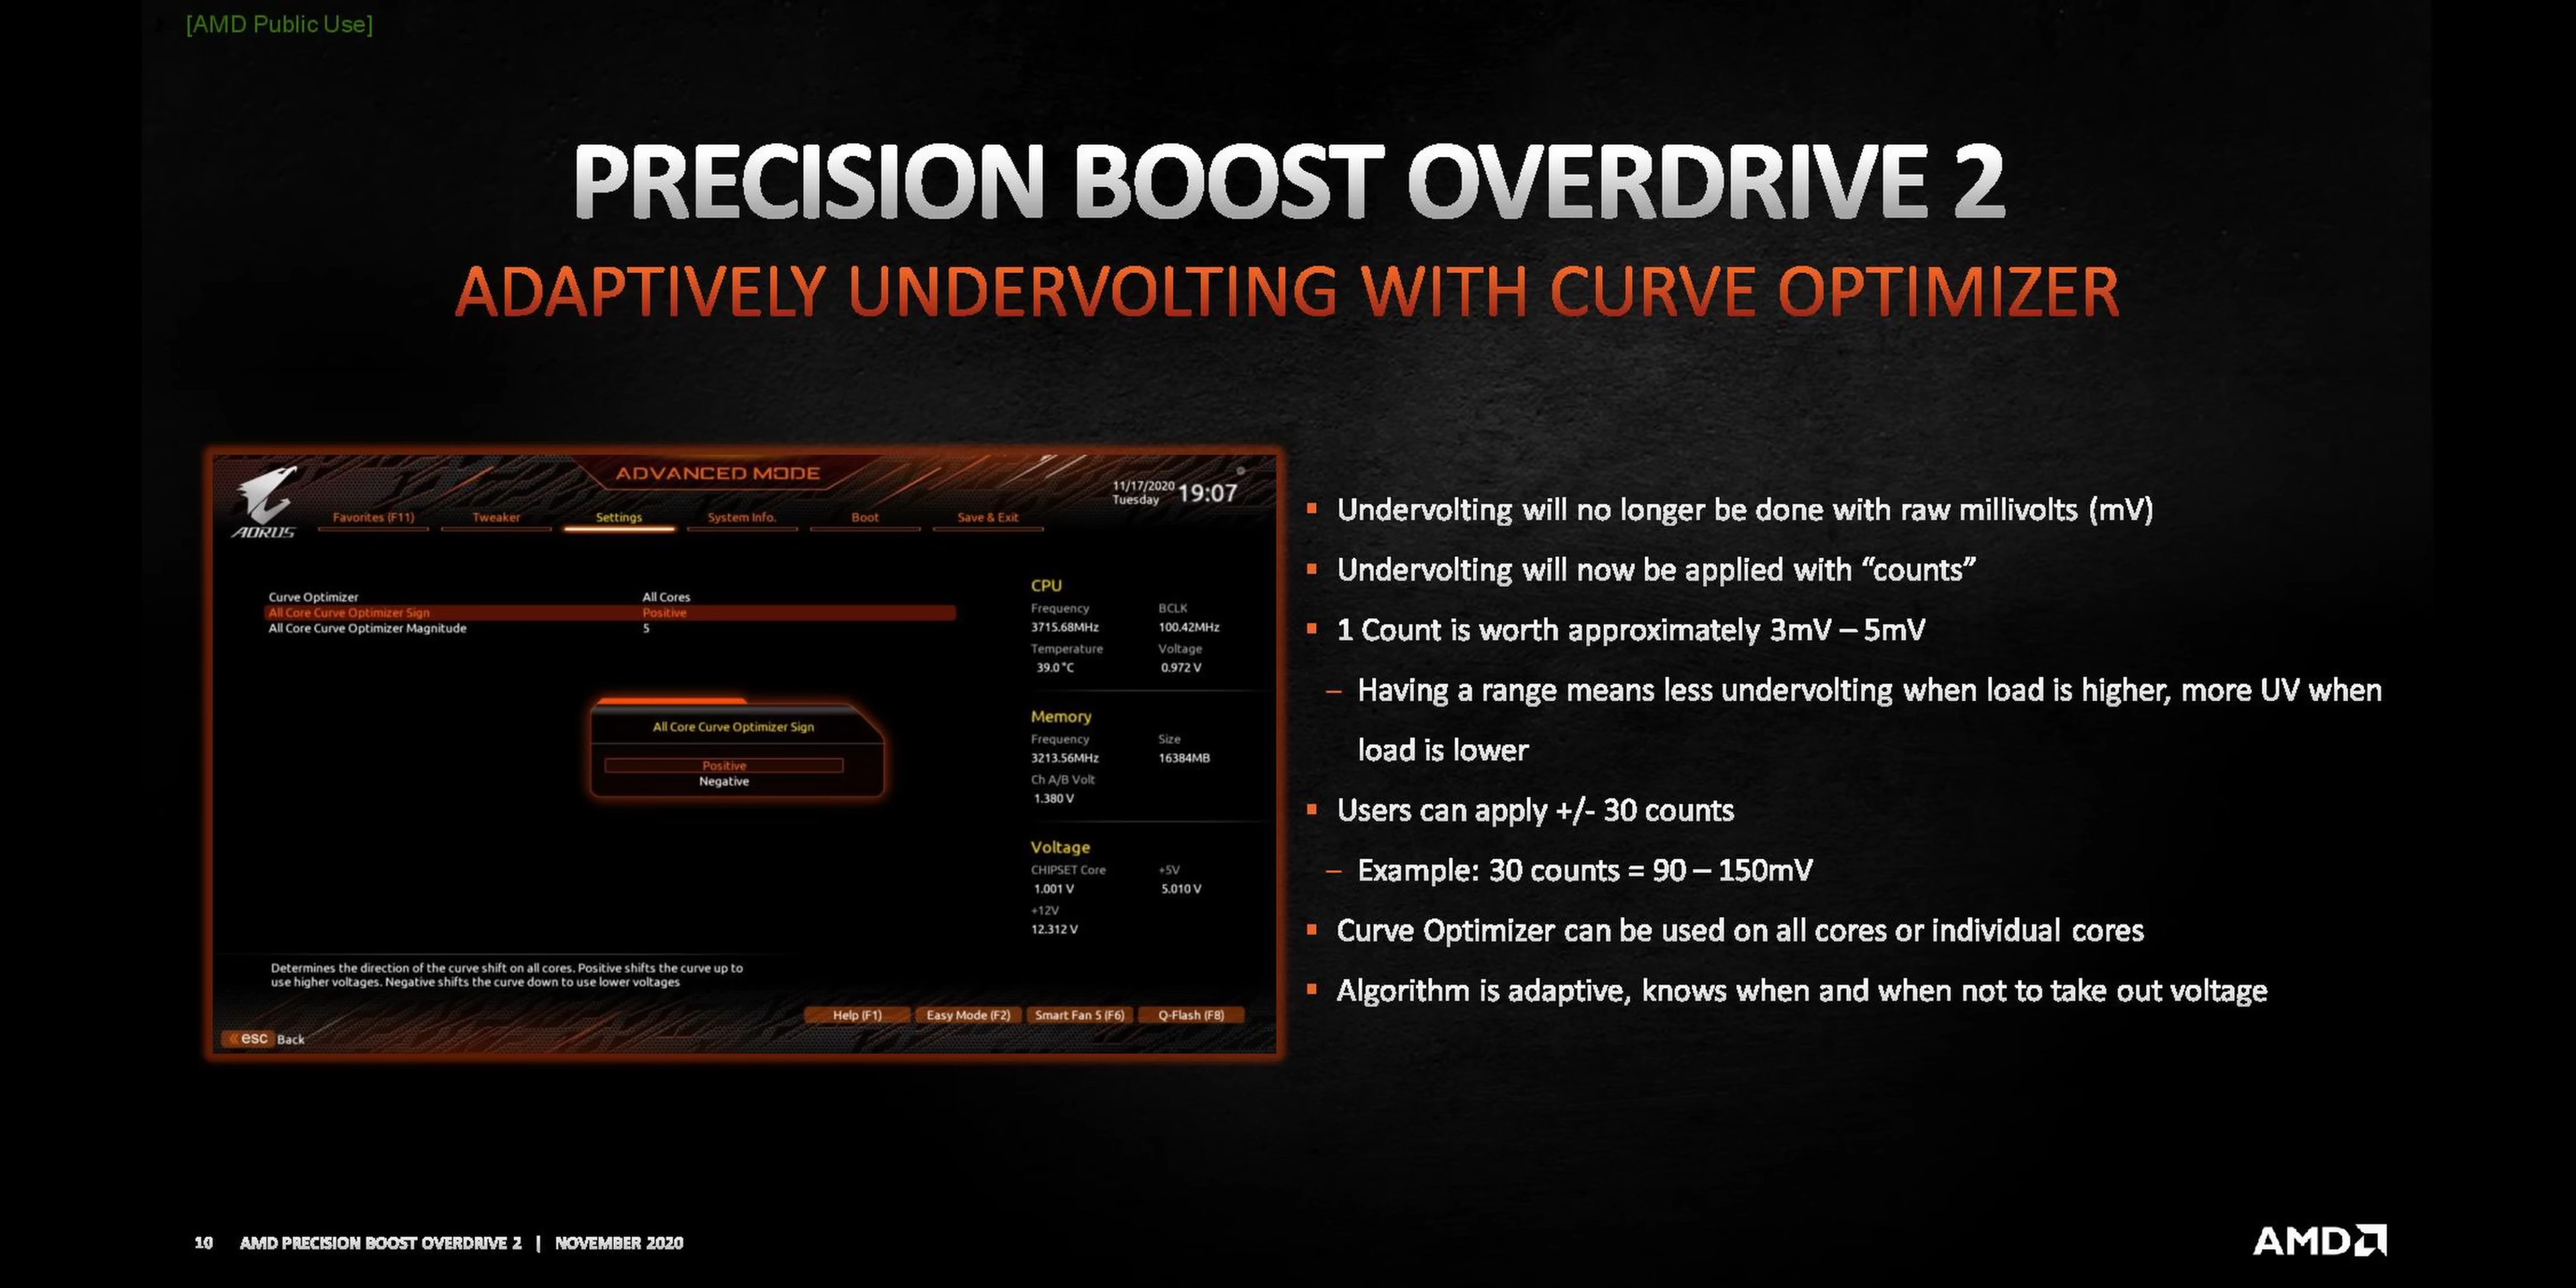 [AMD Public Use]
PRECISION BOOST OVERDRIVE 2
ADAPTIVELY UNDERVOLTING WITH CURVE OPTIMIZER
ADVANCED MODE
11/17/2020
Tuesday
19:07
AORUS
Favorites (F11)
Tweaker
Settings
System Info.
Boot
Save & Exit
Curve Optimizer All Cores
All Core Curve Optimizer Sign Positive
All Core Curve Optimizer Magnitude 5
All Core Curve Optimizer Sign
Positive
Negative
CPU
Frequency BCLK
3715.68MHz 100.42MHz
Temperature Voltage
39.0 °C 0.972 V
Memory
Frequency Size
3213.56MHz 16384MB
Ch A/B Volt
1.380 V
Voltage
CHIPSET Core +5V
1.001 V 5.010 V
+12V
12.312 V
Determines the direction of the curve shift on all cores. Positive shifts the curve up to
use higher voltages. Negative shifts the curve down to use lower voltages
Help (F1)
Easy Mode (F2)
Smart Fan 5 (F6)
Q-Flash (F8)
esc Back
▪ Undervolting will no longer be done with raw millivolts (mV)
▪ Undervolting will now be applied with “counts”
▪ 1 Count is worth approximately 3mV – 5mV
– Having a range means less undervolting when load is higher, more UV when
load is lower
▪ Users can apply +/- 30 counts
– Example: 30 counts = 90 – 150mV
▪ Curve Optimizer can be used on all cores or individual cores
▪ Algorithm is adaptive, knows when and when not to take out voltage
10 AMD PRECISION BOOST OVERDRIVE 2 | NOVEMBER 2020
AMD